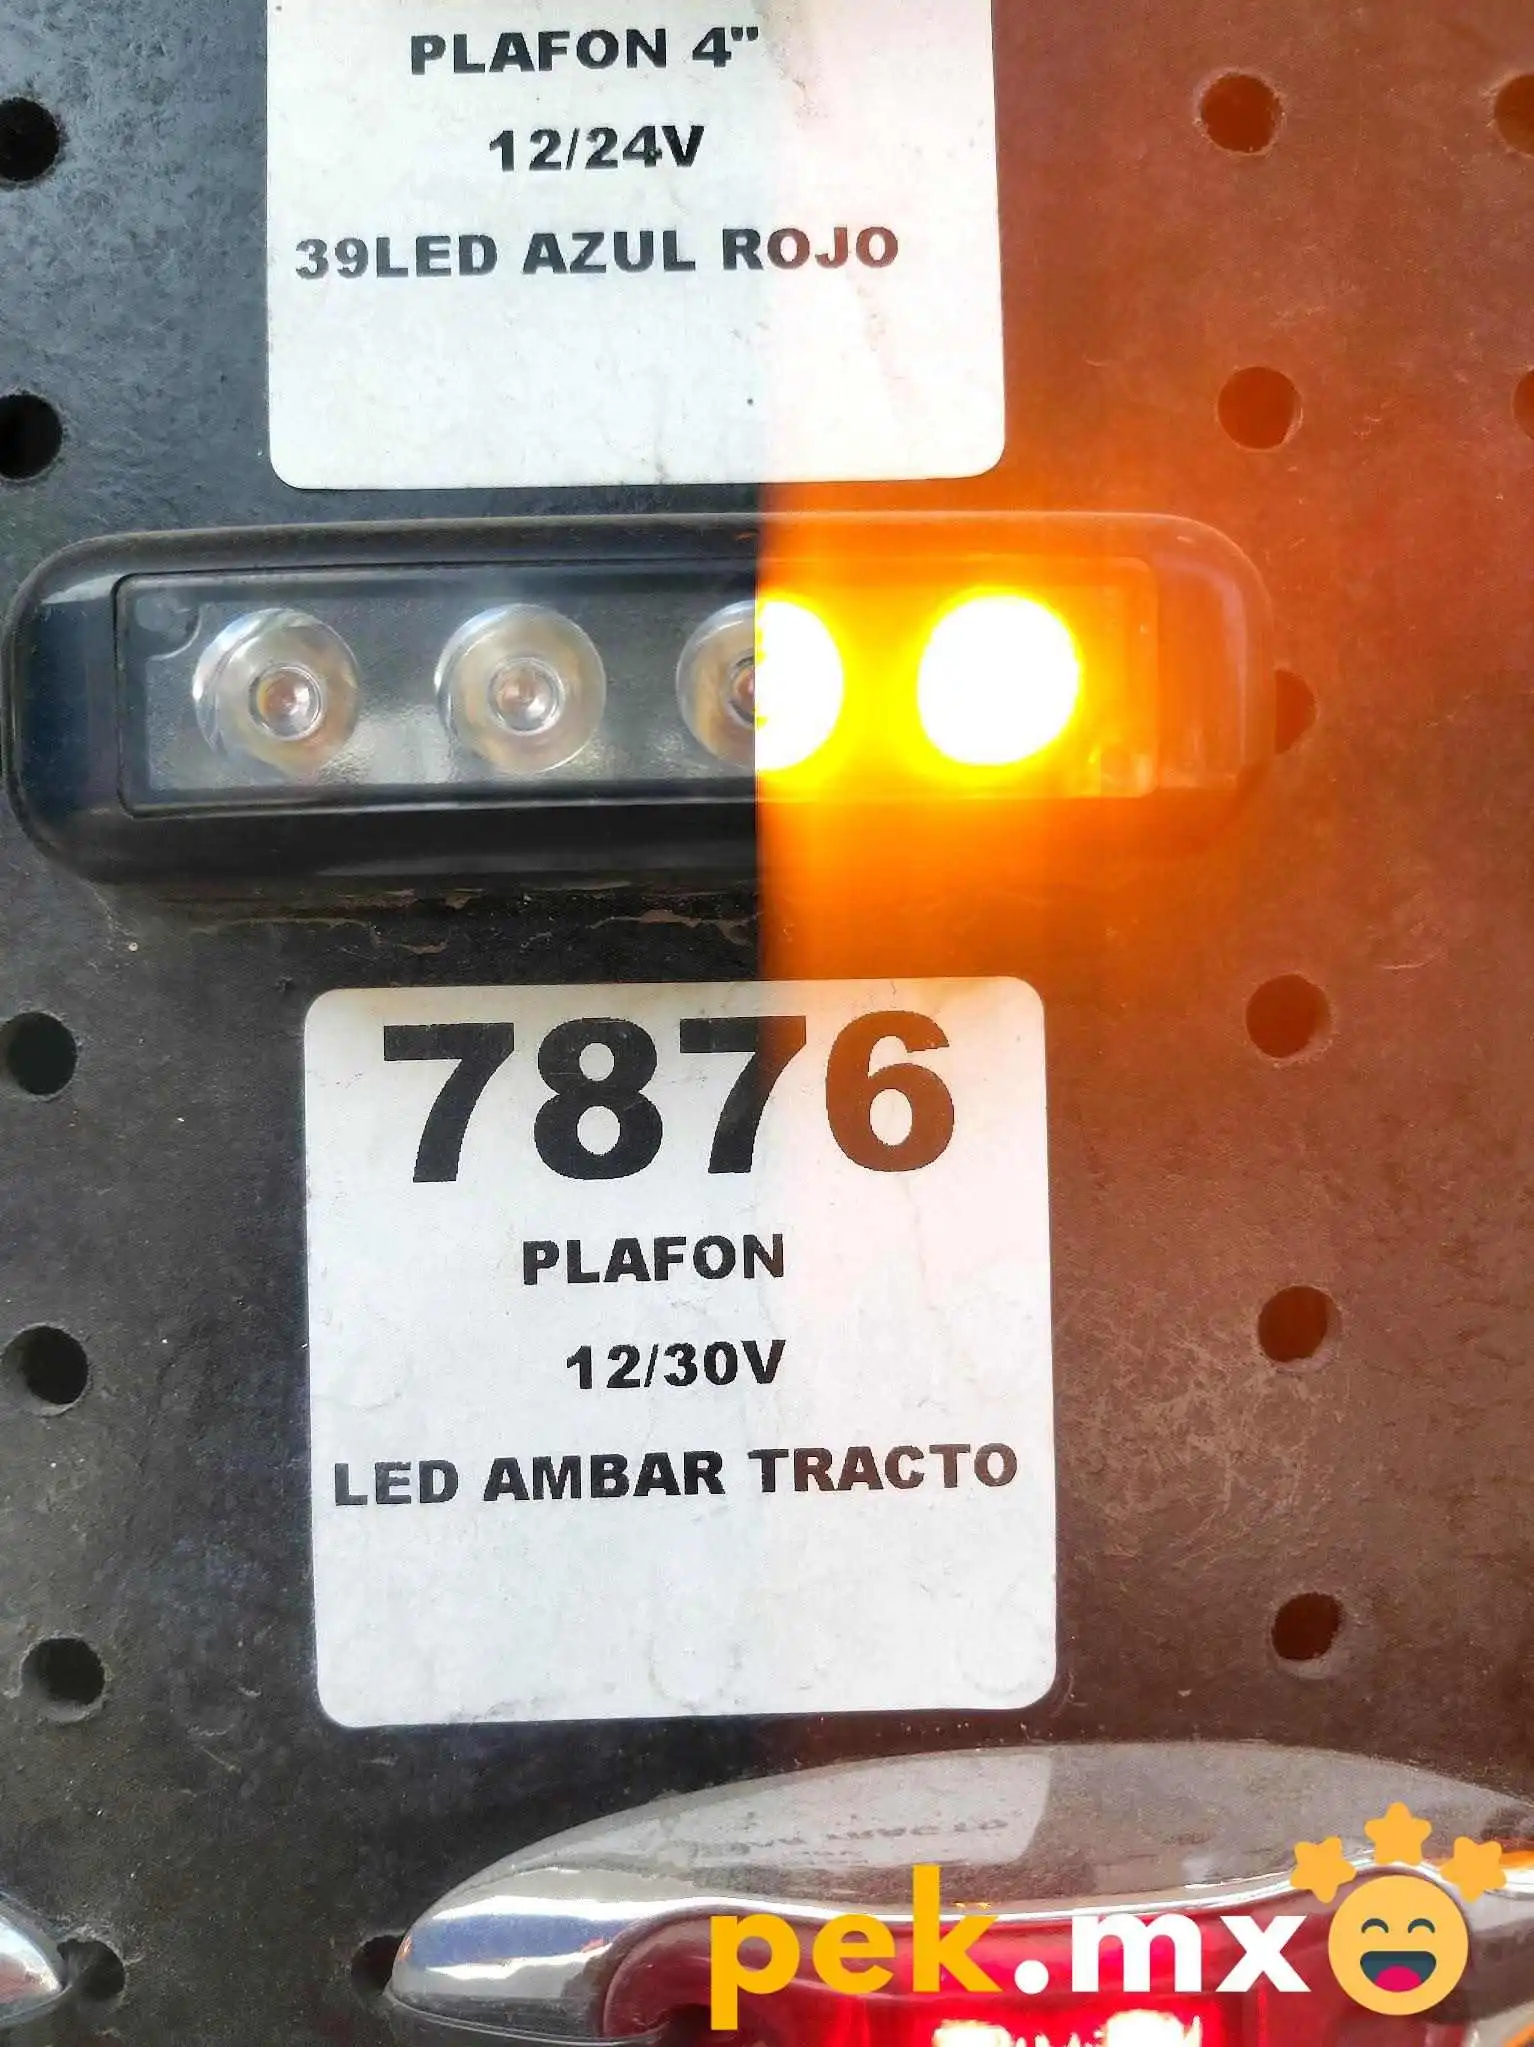 PLAFON 4"
12/24V
39LED AZUL ROJO
7876
PLAFON
12/30V
LED AMBAR TRACTO
pek.mx